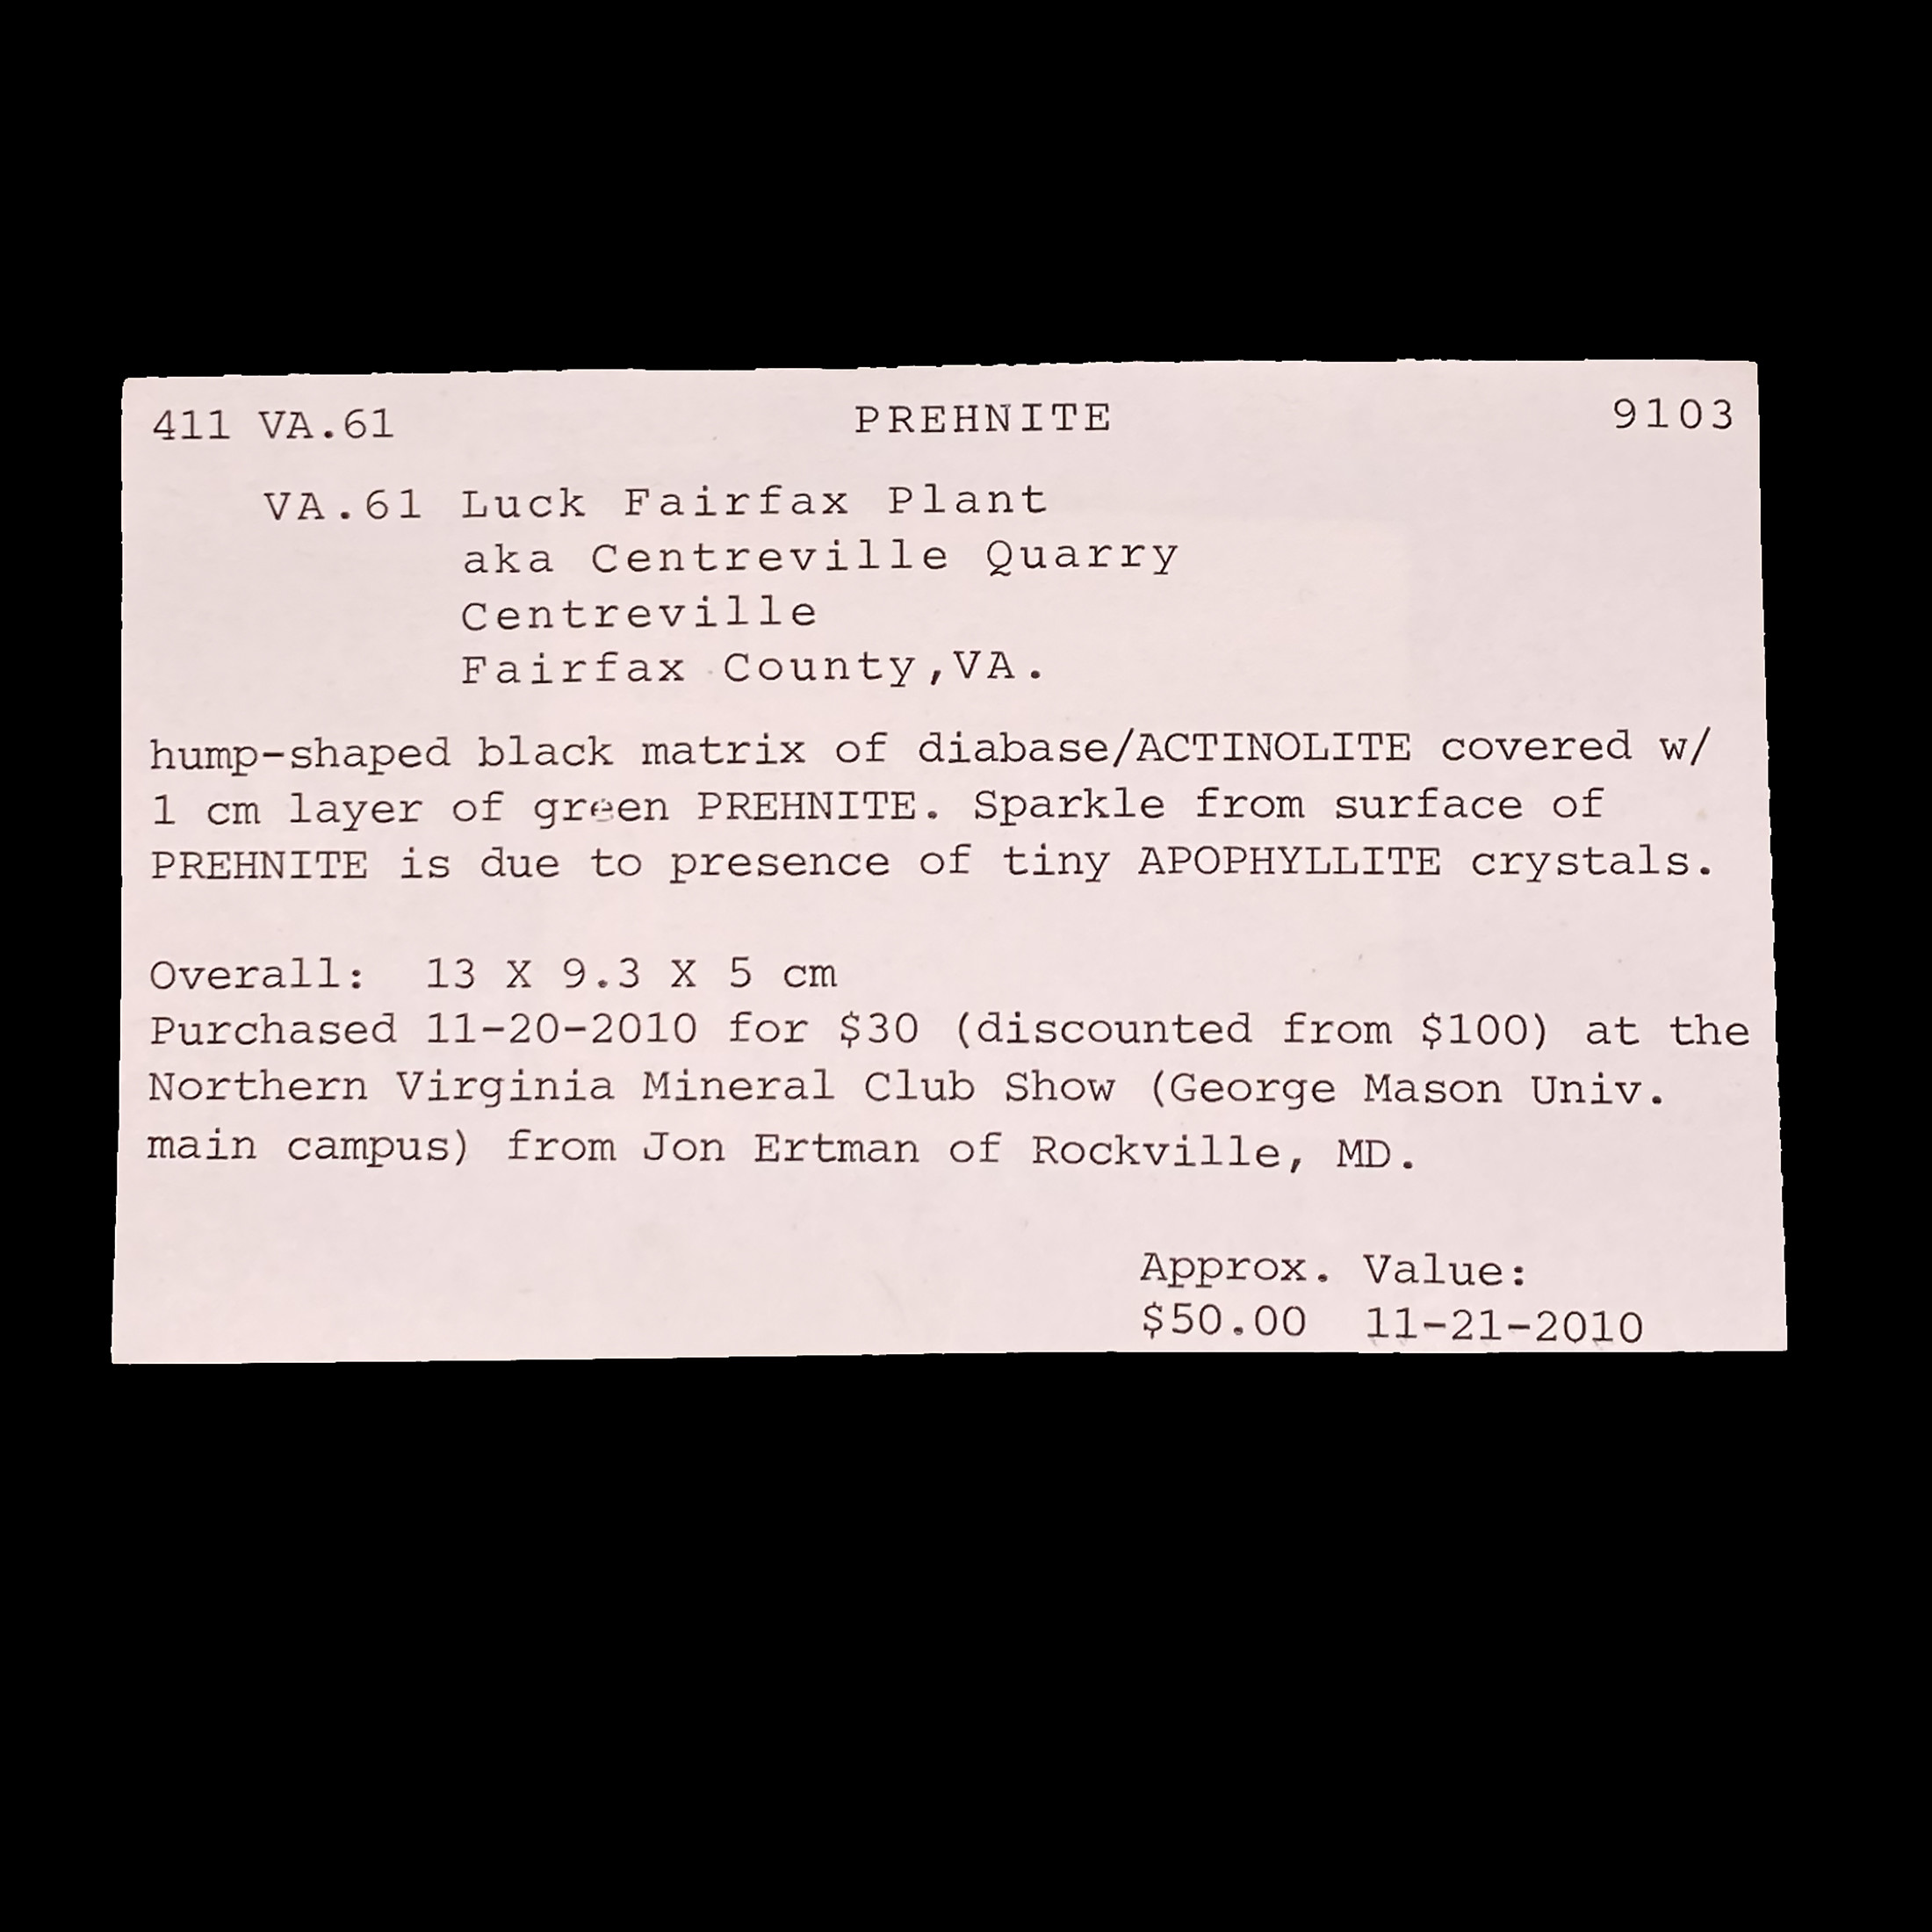 411 VA.61 PREHNITE 9103
VA.61 Luck Fairfax Plant
aka Centreville Quarry
Centreville
Fairfax County,VA.
hump-shaped black matrix of diabase/ACTINOLITE covered w/
1 cm layer of green PREHNITE. Sparkle from surface of
PREHNITE is due to presence of tiny APOPHYLLITE crystals.
Overall: 13 X 9.3 X 5 cm
Purchased 11-20-2010 for $30 (discounted from $100) at the
Northern Virginia Mineral Club Show (George Mason Univ.
main campus) from Jon Ertman of Rockville, MD.
Approx. Value:
$50.00 11-21-2010